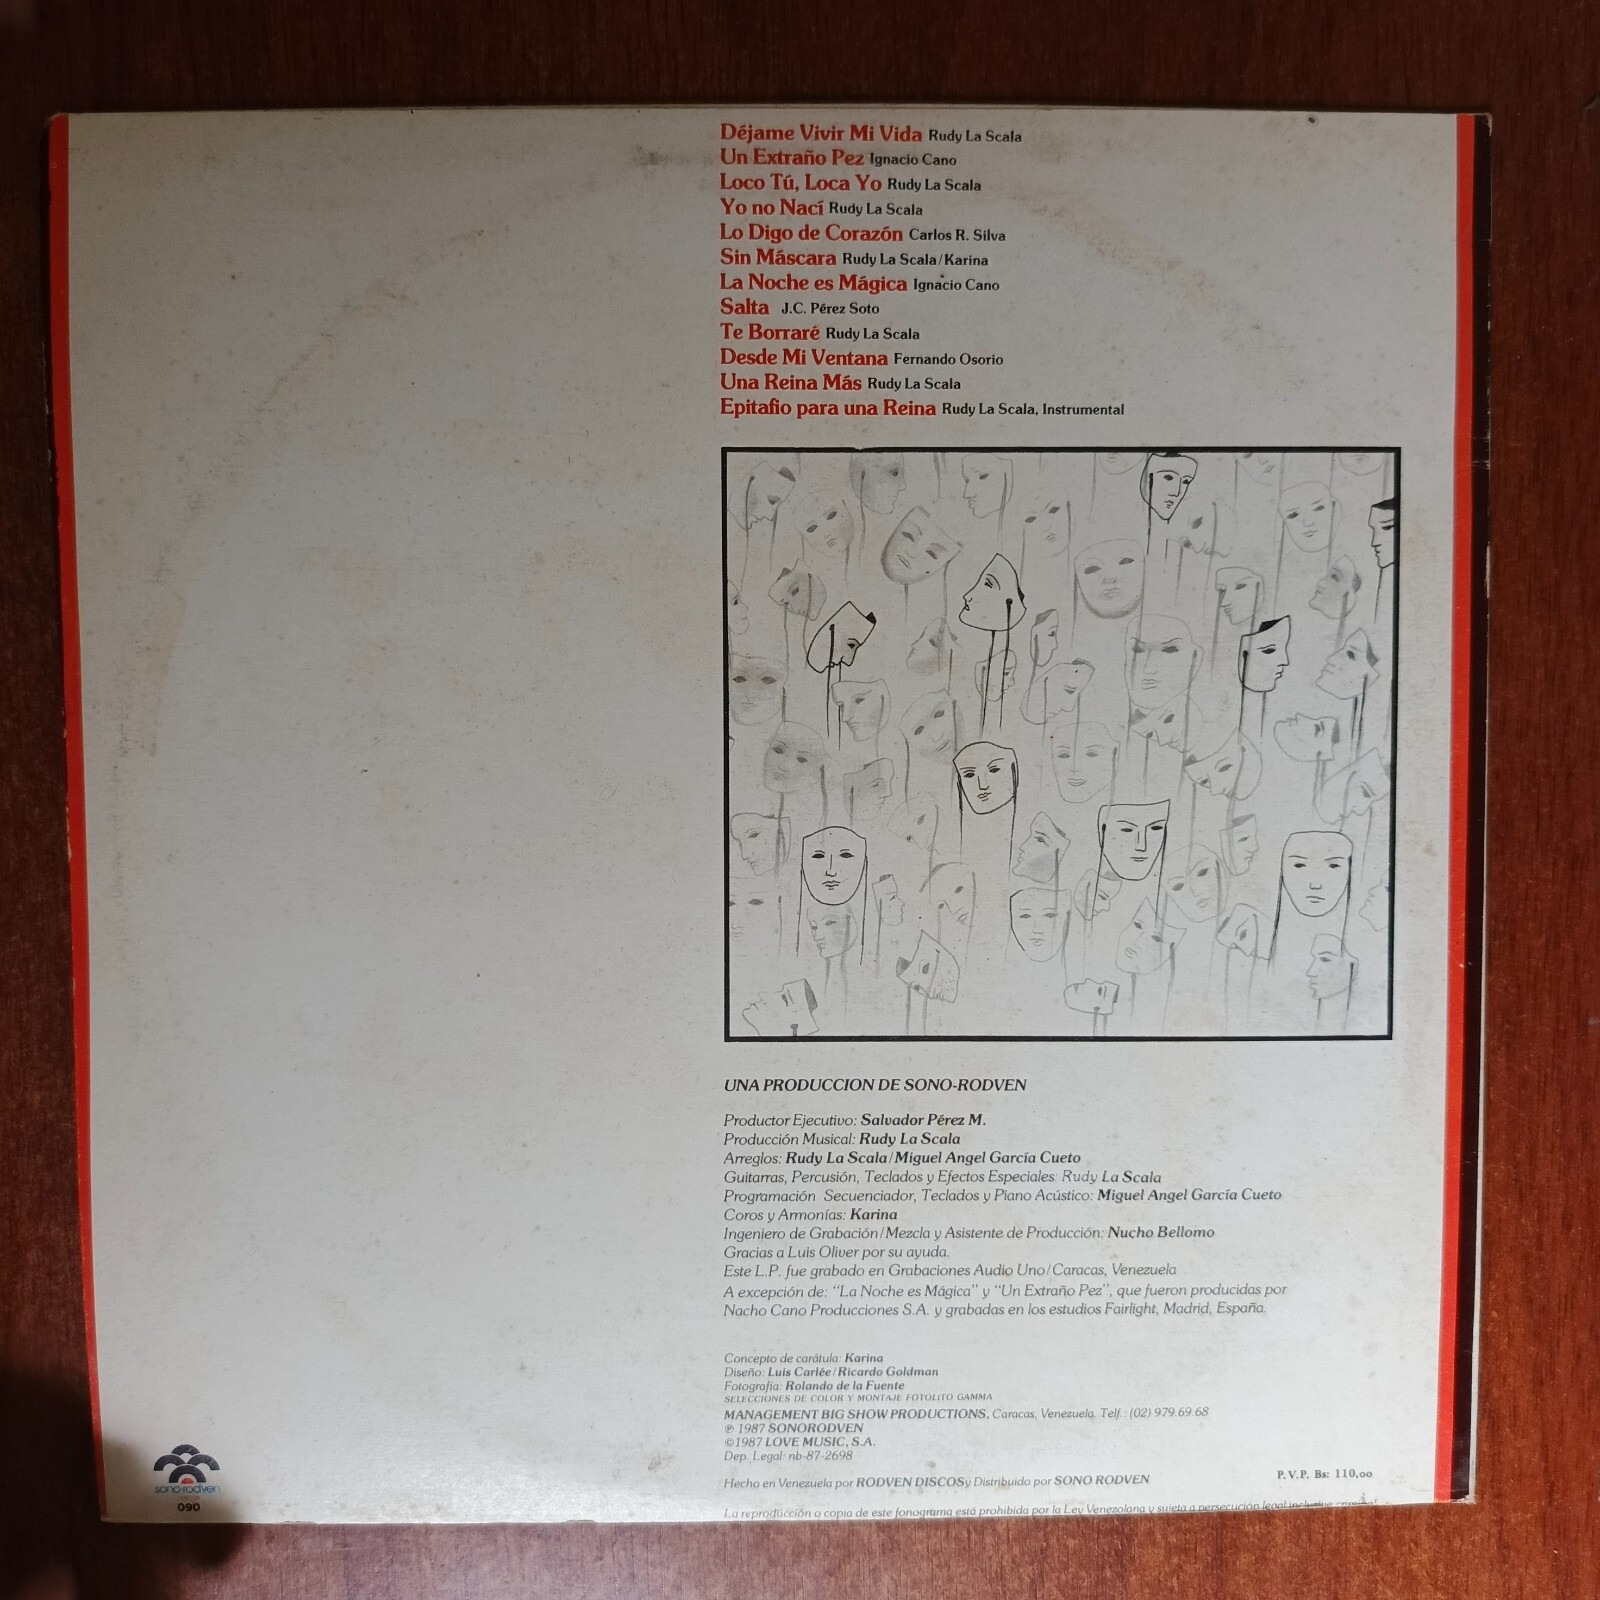 Déjame Vivir Mi Vida Rudy La Scala
Un Extraño Pez Ignacio Cano
Loco Tú, Loca Yo Rudy La Scala
Yo no Nací Rudy La Scala
Lo Digo de Corazón Carlos R. Silva
Sin Máscara Rudy La Scala/Karina
La Noche es Mágica Ignacio Cano
Salta J.C. Pérez Soto
Te Borraré Rudy La Scala
Desde Mi Ventana Fernando Osorio
Una Reina Más Rudy La Scala
Epitafio para una Reina Rudy La Scala, Instrumental
UNA PRODUCCION DE SONO-RODVEN
Productor Ejecutivo: Salvador Pérez M.
Producción Musical: Rudy La Scala
Arreglos: Rudy La Scala/Miguel Angel García Cueto
Guitarras, Percusión, Teclados y Efectos Especiales: Rudy La Scala
Programación Secuenciador, Teclados y Piano Acústico: Miguel Angel García Cueto
Coros y Armonías: Karina
Ingeniero de Grabación/Mezcla y Asistente de Producción: Nucho Bellomo
Gracias a Luis Oliver por su ayuda.
Este L.P. fue grabado en Grabaciones Audio Uno/Caracas, Venezuela
A excepción de: "La Noche es Mágica" y "Un Extraño Pez", que fueron producidas por
Nacho Cano Producciones S.A. y grabadas en los estudios Fairlight, Madrid, España.
Concepto de carátula: Karina
Diseño: Luis Carlée/Ricardo Goldman
Fotografía: Rolando de la Fuente
SELECCIONES DE COLOR Y MONTAJE FOTOLITO GAMMA
MANAGEMENT BIG SHOW PRODUCTIONS, Caracas, Venezuela. Telf.: (02) 979.69.68
℗ 1987 SONORODVEN
©1987 LOVE MUSIC, S.A.
Dep. Legal: nb-87-2698
Hecho en Venezuela por RODVEN DISCOS y Distribuido por SONO RODVEN
P.V.P. Bs: 110,oo
La reproducción o copia de este fonograma está prohibida por la Ley Venezolana y sujeta a persecución legal inclusive
sono rodven
090